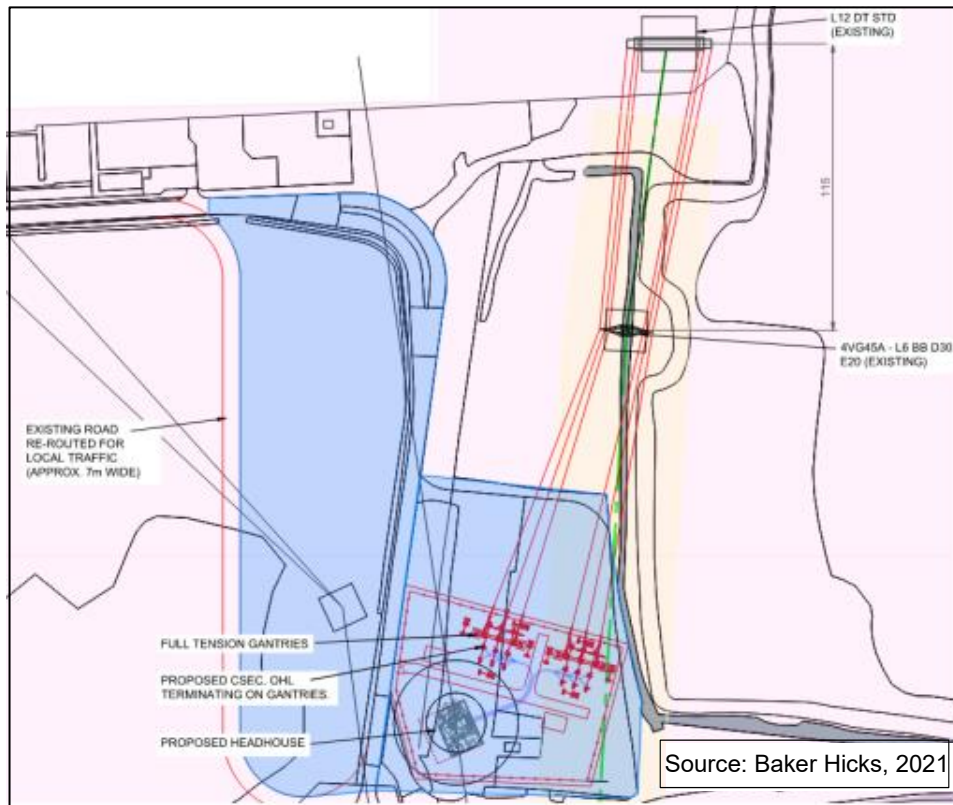 L12 DT STD
(EXISTING)
115
4VG45A - L6 BB D30
E20 (EXISTING)
EXISTING ROAD
RE-ROUTED FOR
LOCAL TRAFFIC
(APPROX. 7m WIDE)
FULL TENSION GANTRIES
PROPOSED CSEC. OHL
TERMINATING ON GANTRIES.
PROPOSED HEADHOUSE
Source: Baker Hicks, 2021